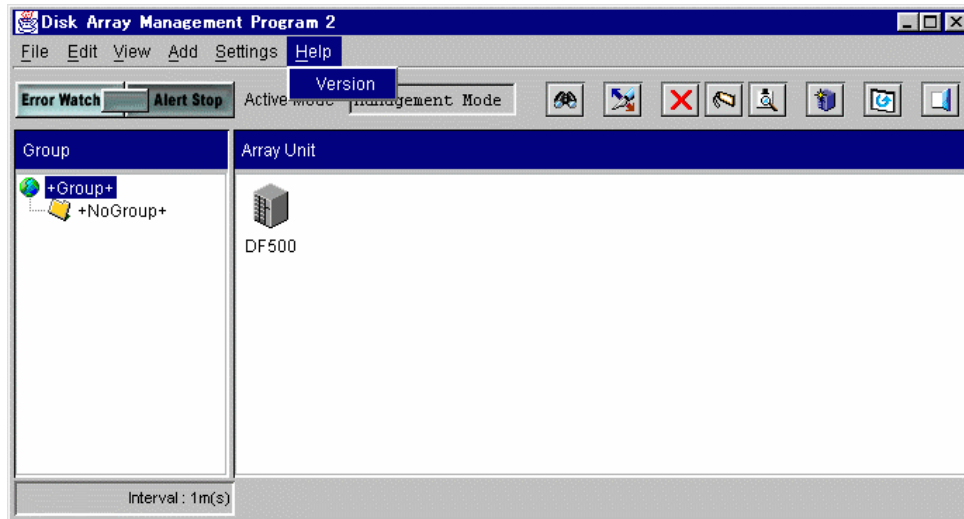 Disk Array Management Program 2
File Edit View Add Settings Help
Version
Error Watch Alert Stop Active Mode Management Mode
Group Array Unit
+Group+
+NoGroup+
DF500
Interval : 1m(s)